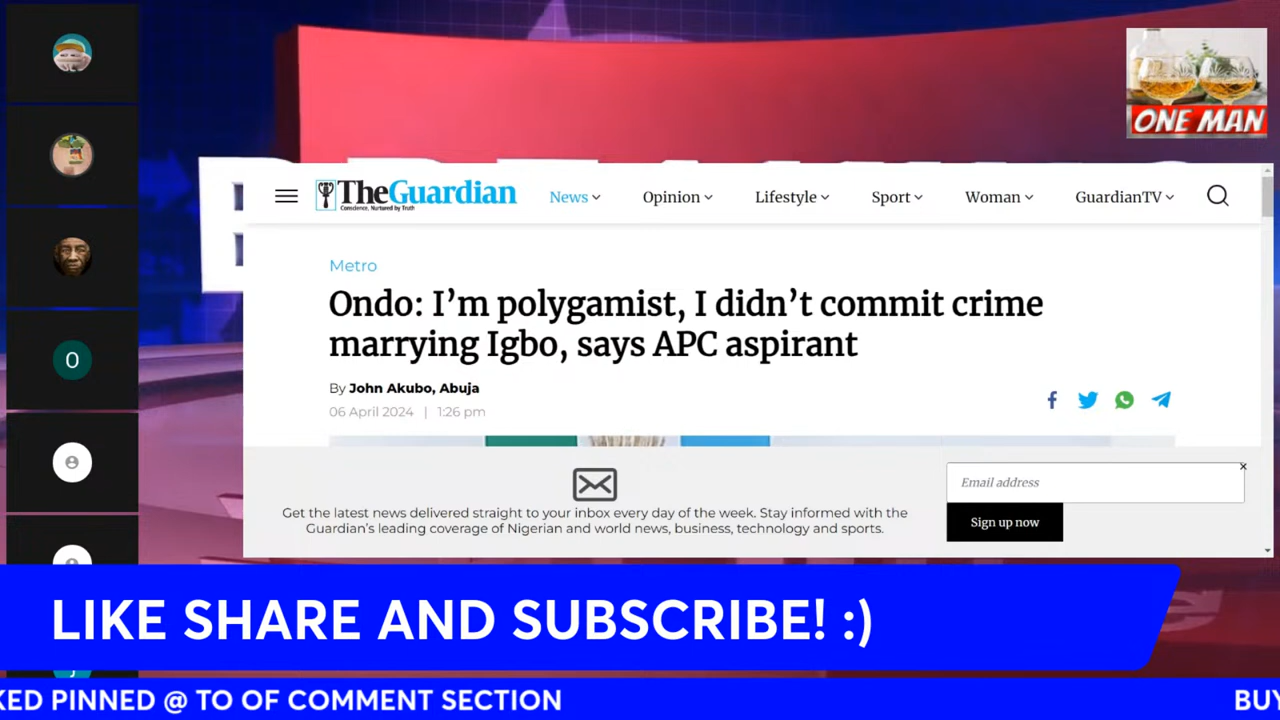 ONE MAN
TheGuardian
Conscience, Nurtured by Truth
News
Opinion
Lifestyle
Sport
Woman
GuardianTV
Metro
Ondo: I’m polygamist, I didn’t commit crime
marrying Igbo, says APC aspirant
By John Akubo, Abuja
06 April 2024 | 1:26 pm
Get the latest news delivered straight to your inbox every day of the week. Stay informed with the
Guardian’s leading coverage of Nigerian and world news, business, technology and sports.
Email address
Sign up now
O
LIKE SHARE AND SUBSCRIBE! :)
KED PINNED @ TO OF COMMENT SECTION
BUY